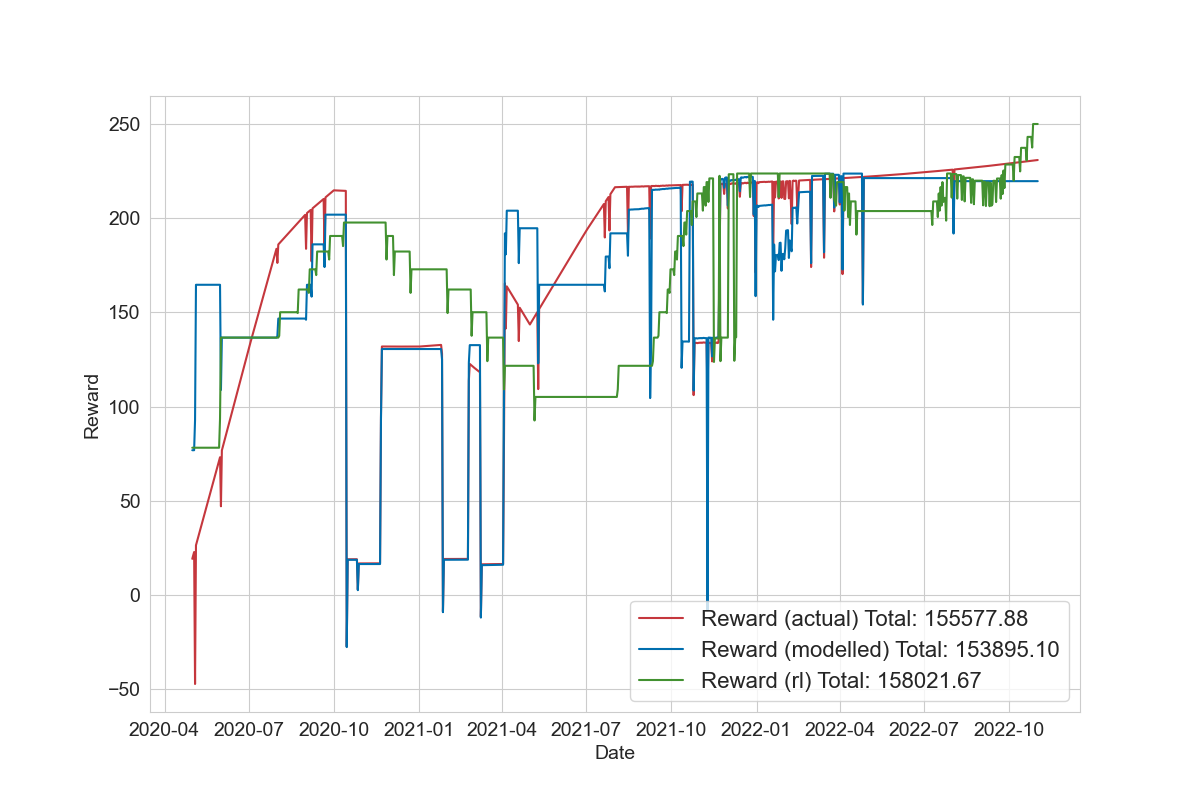 250
200
150
100
50
0
−50
Reward
2020-04 2020-07 2020-10 2021-01 2021-04 2021-07 2021-10 2022-01 2022-04 2022-07 2022-10
Date
Reward (actual) Total: 155577.88
Reward (modelled) Total: 153895.10
Reward (rl) Total: 158021.67